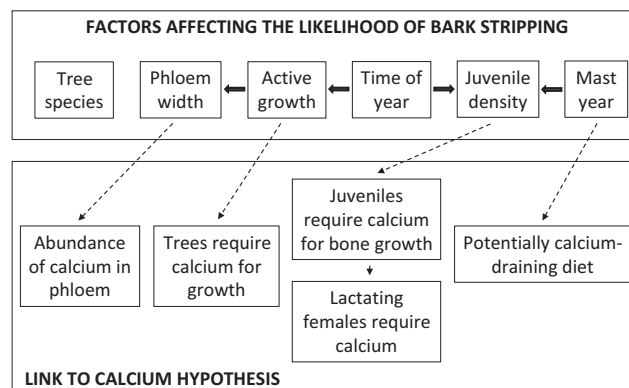 FACTORS AFFECTING THE LIKELIHOOD OF BARK STRIPPING
Tree
species
Phloem
width
Active
growth
Time of
year
Juvenile
density
Mast
year
Juveniles
require calcium
for bone growth
Abundance
of calcium in
phloem
Trees require
calcium for
growth
Potentially calcium-
draining diet
Lactating
females require
calcium
LINK TO CALCIUM HYPOTHESIS